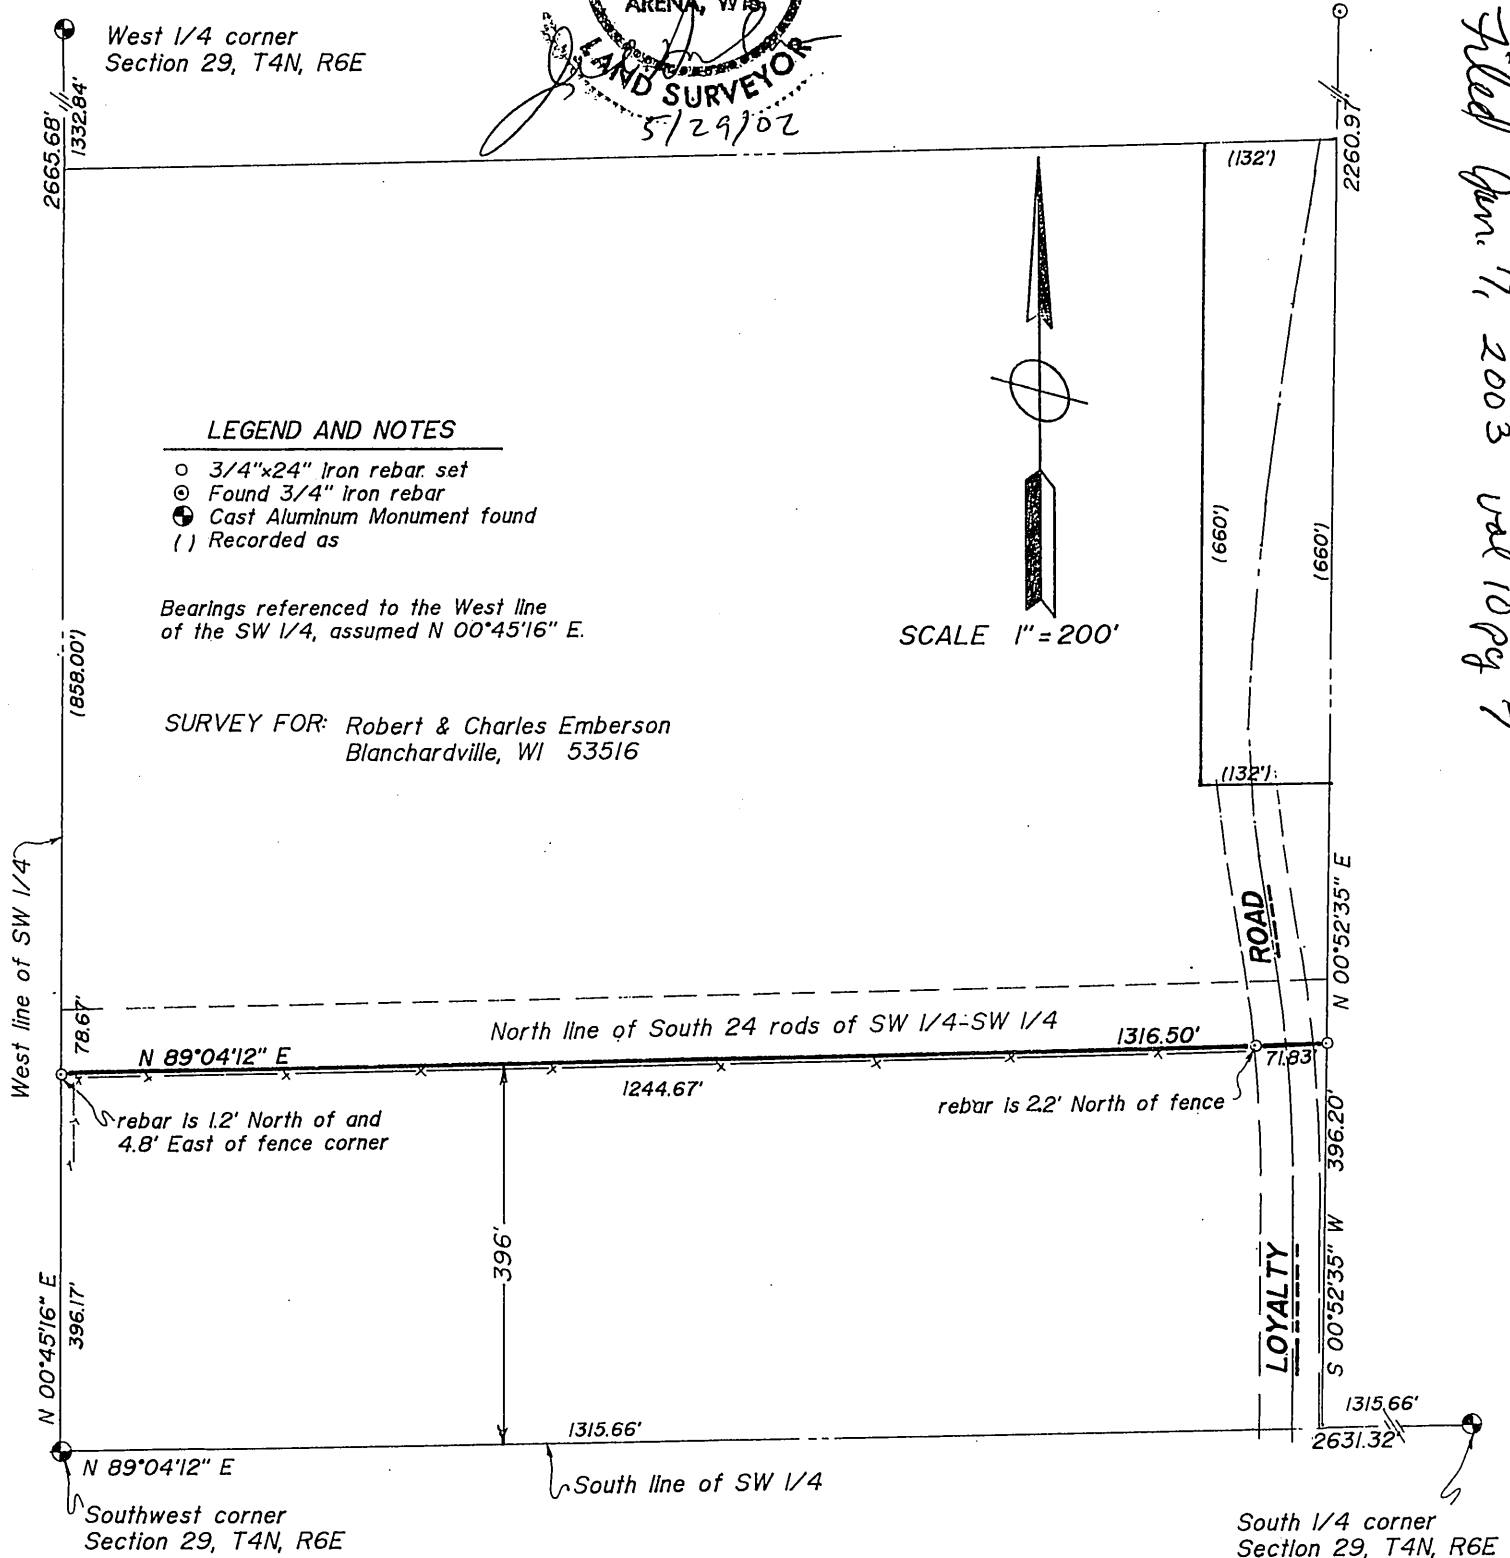 ARENA, WIS.
LAND SURVEYOR
5/29/02
West 1/4 corner
Section 29, T4N, R6E
2665.68'
1332.84'
2260.97'
Filed Jan. 7, 2003 Vol 10 pg 7
(132')
LEGEND AND NOTES
3/4"x24" iron rebar set
Found 3/4" iron rebar
Cast Aluminum Monument found
( ) Recorded as
Bearings referenced to the West line
of the SW 1/4, assumed N 00°45'16" E.
SCALE 1" = 200'
(660')
(660')
(858.00')
SURVEY FOR: Robert & Charles Emberson
Blanchardville, WI 53516
(132')
West line of SW 1/4
ROAD
N 00°52'35" E
78.67'
North line of South 24 rods of SW 1/4-SW 1/4
1316.50'
N 89°04'12" E
71.83'
1244.67'
rebar is 1.2' North of and
4.8' East of fence corner
rebar is 2.2' North of fence
396.20'
396'
N 00°45'16" E
396.17'
LOYALTY
S 00°52'35" W
1315.66'
1315.66'
2631.32'
N 89°04'12" E
South line of SW 1/4
Southwest corner
Section 29, T4N, R6E
South 1/4 corner
Section 29, T4N, R6E